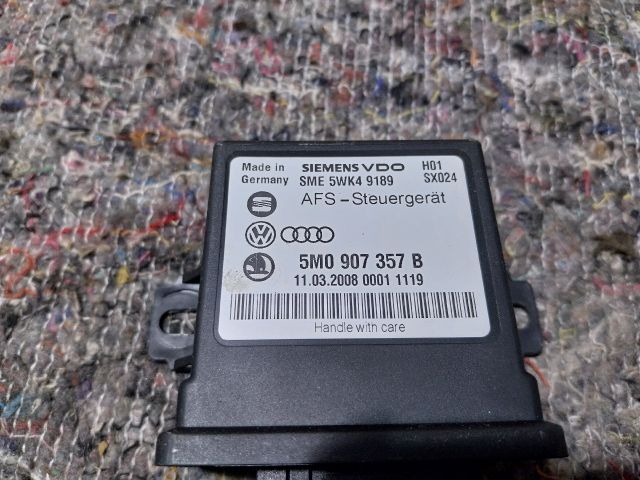 Made in Germany
SIEMENS VDO H01
SME 5WK4 9189 SX024
AFS-Steuergerät
5M0 907 357 B
11.03.2008 0001 1119
Handle with care